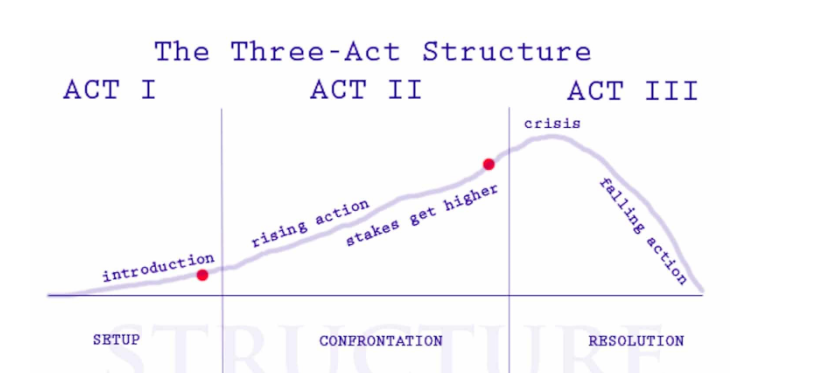 The Three-Act Structure
ACT I
ACT II
ACT III
crisis
rising action
stakes get higher
falling action
introduction
SETUP
CONFRONTATION
RESOLUTION
STRUCTURE